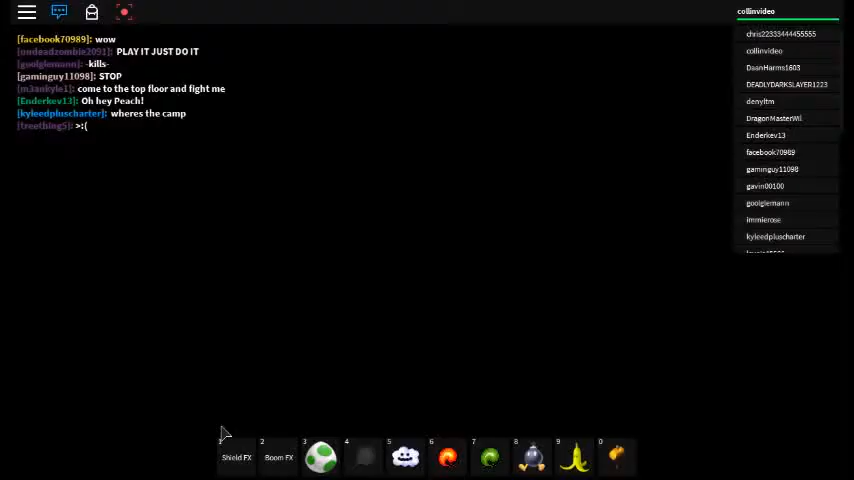 collinvideo
[facebook70989]: wow
[undeadzombie2091]: PLAY IT JUST DO IT
[goolglemann]: -kills-
[gaminguy11098]: STOP
[m3ankyle1]: come to the top floor and fight me
[Enderkev13]: Oh hey Peach!
[kyleedpluscharter]: wheres the camp
[treething5]: >:(
chris22333444455555
collinvideo
DaanHarms1603
DEADLYDARKSLAYER1223
denyltm
DragonMasterWil
Enderkev13
facebook70989
gaminguy11098
gavin00100
goolglemann
immierose
kyleedpluscharter
1 2 3 4 5 6 7 8 9 0
Shield FX Boom FX